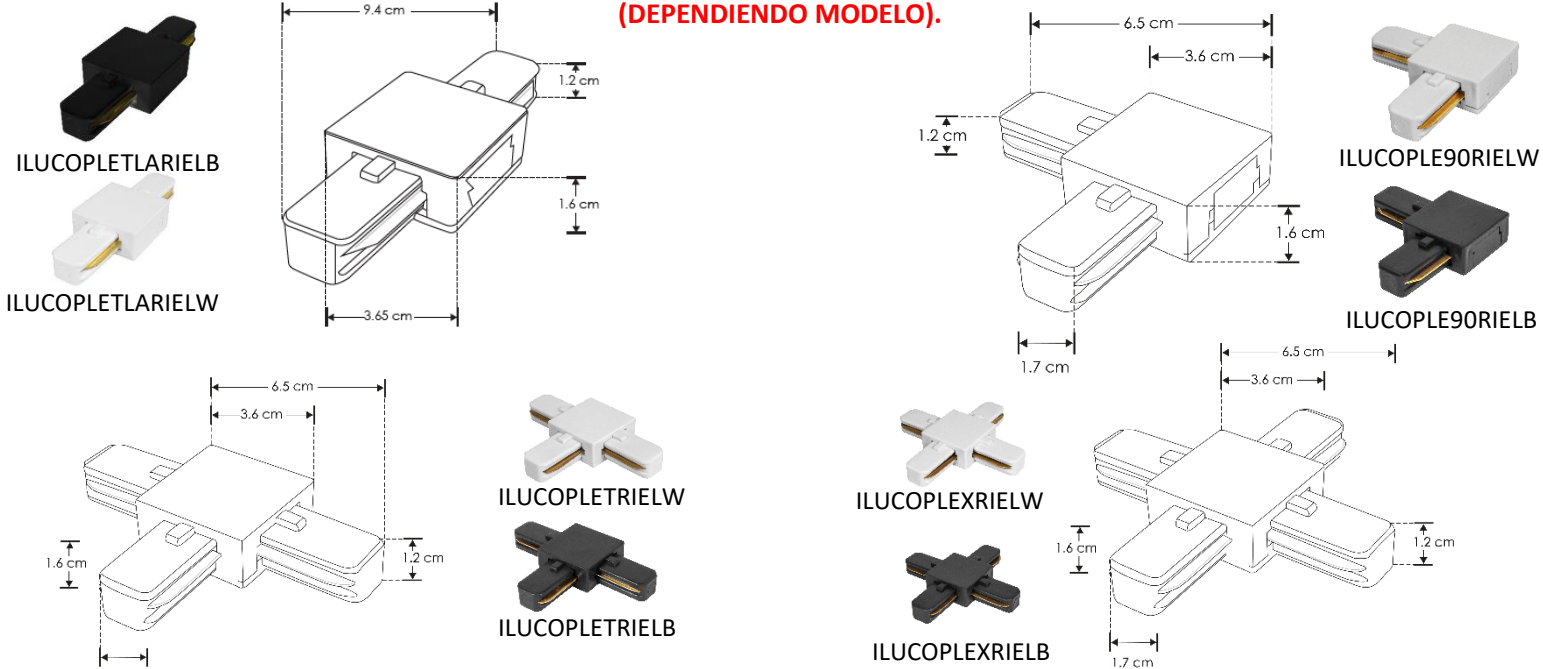 (DEPENDIENDO MODELO).
9.4 cm
1.2 cm
1.6 cm
3.65 cm
ILUCOPLETLARIELB
ILUCOPLETLARIELW
6.5 cm
3.6 cm
1.2 cm
1.6 cm
1.7 cm
ILUCOPLE90RIELW
ILUCOPLE90RIELB
6.5 cm
3.6 cm
1.6 cm
1.2 cm
ILUCOPLETRIELW
ILUCOPLETRIELB
ILUCOPLEXRIELW
ILUCOPLEXRIELB
6.5 cm
3.6 cm
1.6 cm
1.2 cm
1.7 cm